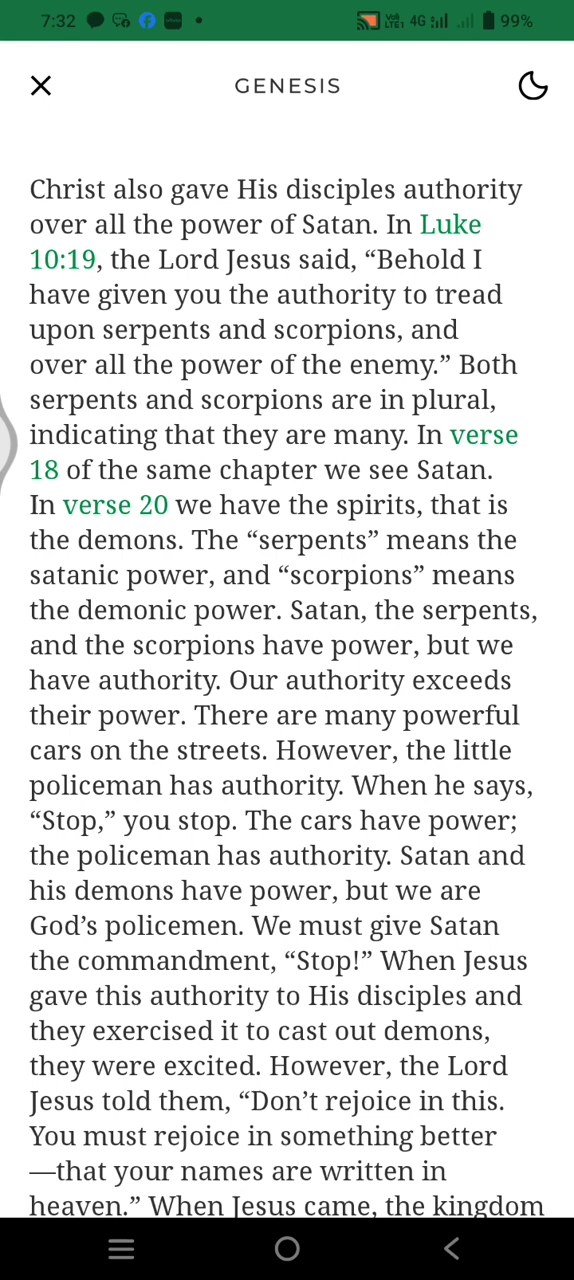 7:32
Vo
LTE1
4G
99%
GENESIS
Christ also gave His disciples authority
over all the power of Satan. In Luke
10:19, the Lord Jesus said, “Behold I
have given you the authority to tread
upon serpents and scorpions, and
over all the power of the enemy.” Both
serpents and scorpions are in plural,
indicating that they are many. In verse
18 of the same chapter we see Satan.
In verse 20 we have the spirits, that is
the demons. The “serpents” means the
satanic power, and “scorpions” means
the demonic power. Satan, the serpents,
and the scorpions have power, but we
have authority. Our authority exceeds
their power. There are many powerful
cars on the streets. However, the little
policeman has authority. When he says,
“Stop,” you stop. The cars have power;
the policeman has authority. Satan and
his demons have power, but we are
God’s policemen. We must give Satan
the commandment, “Stop!” When Jesus
gave this authority to His disciples and
they exercised it to cast out demons,
they were excited. However, the Lord
Jesus told them, “Don’t rejoice in this.
You must rejoice in something better
—that your names are written in
heaven.” When Jesus came, the kingdom